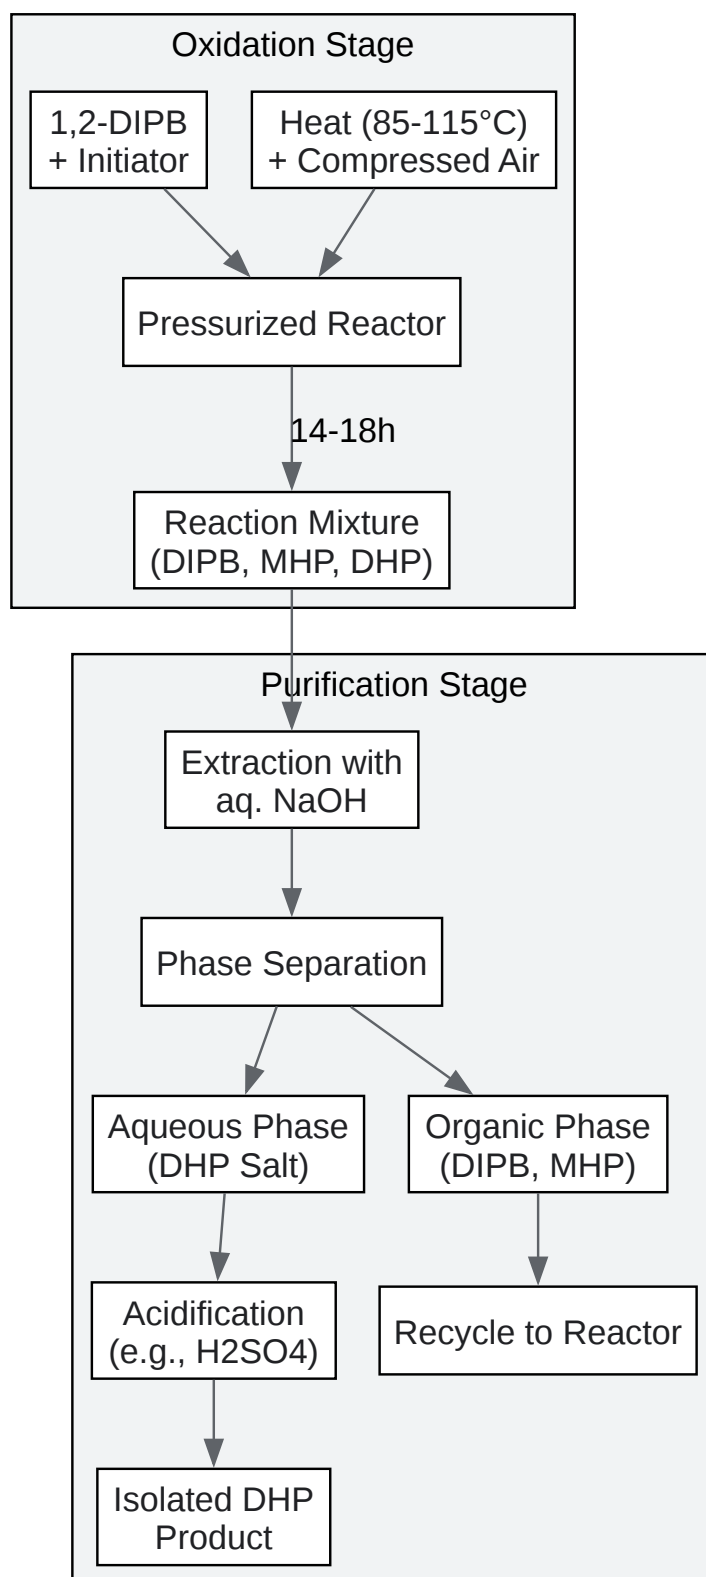 Oxidation Stage
1,2-DIPB
+ Initiator
Heat (85-115°C)
+ Compressed Air
Pressurized Reactor
14-18h
Reaction Mixture
(DIPB, MHP, DHP)
Purification Stage
Extraction with
aq. NaOH
Phase Separation
Aqueous Phase
(DHP Salt)
Organic Phase
(DIPB, MHP)
Acidification
(e.g., H2SO4)
Recycle to Reactor
Isolated DHP
Product